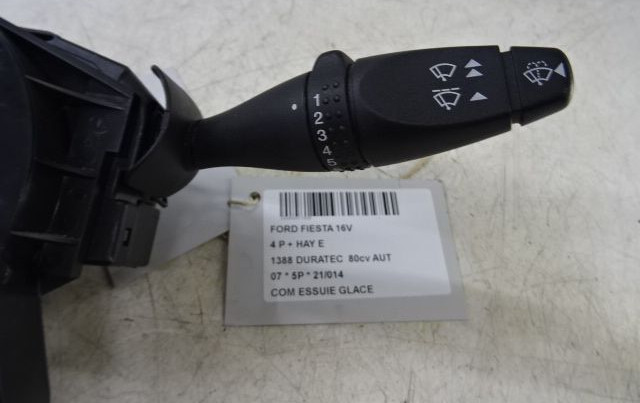 1
2
3
4
5
FORD FIESTA 16V
4 P + HAY E
1388 DURATEC 80cv AUT
07 * 5P * 21/014
COM ESSUIE GLACE